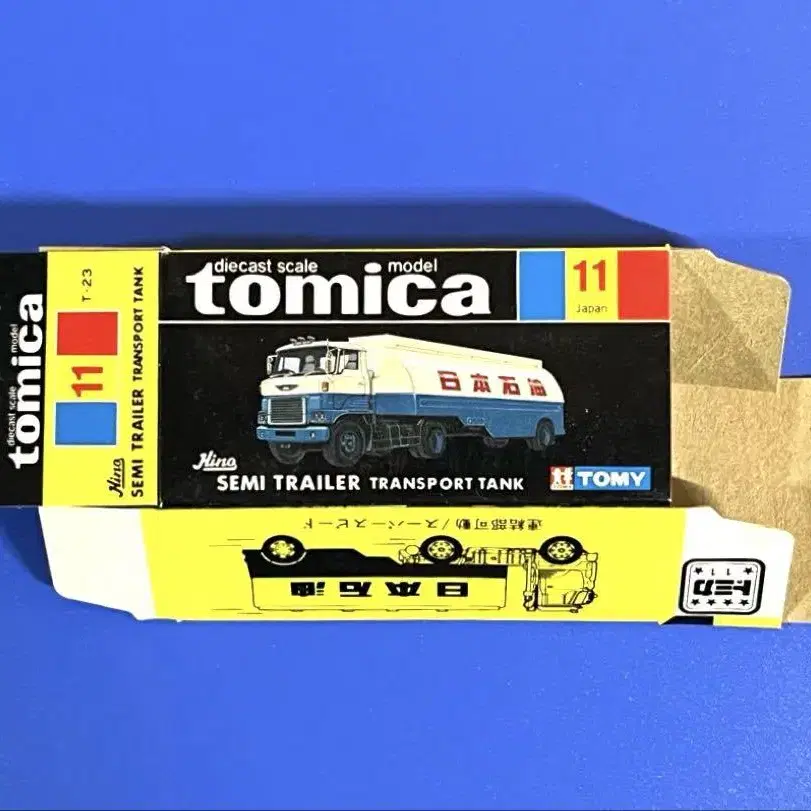 diecast scale model
tomica
11
Japan
日本石油
Hino
SEMI TRAILER TRANSPORT TANK
TOMY
diecast scale model
tomica
T-23
11
Hino
SEMI TRAILER TRANSPORT TANK
連結部可動/スーパースピード
日本石油
トミカ
11